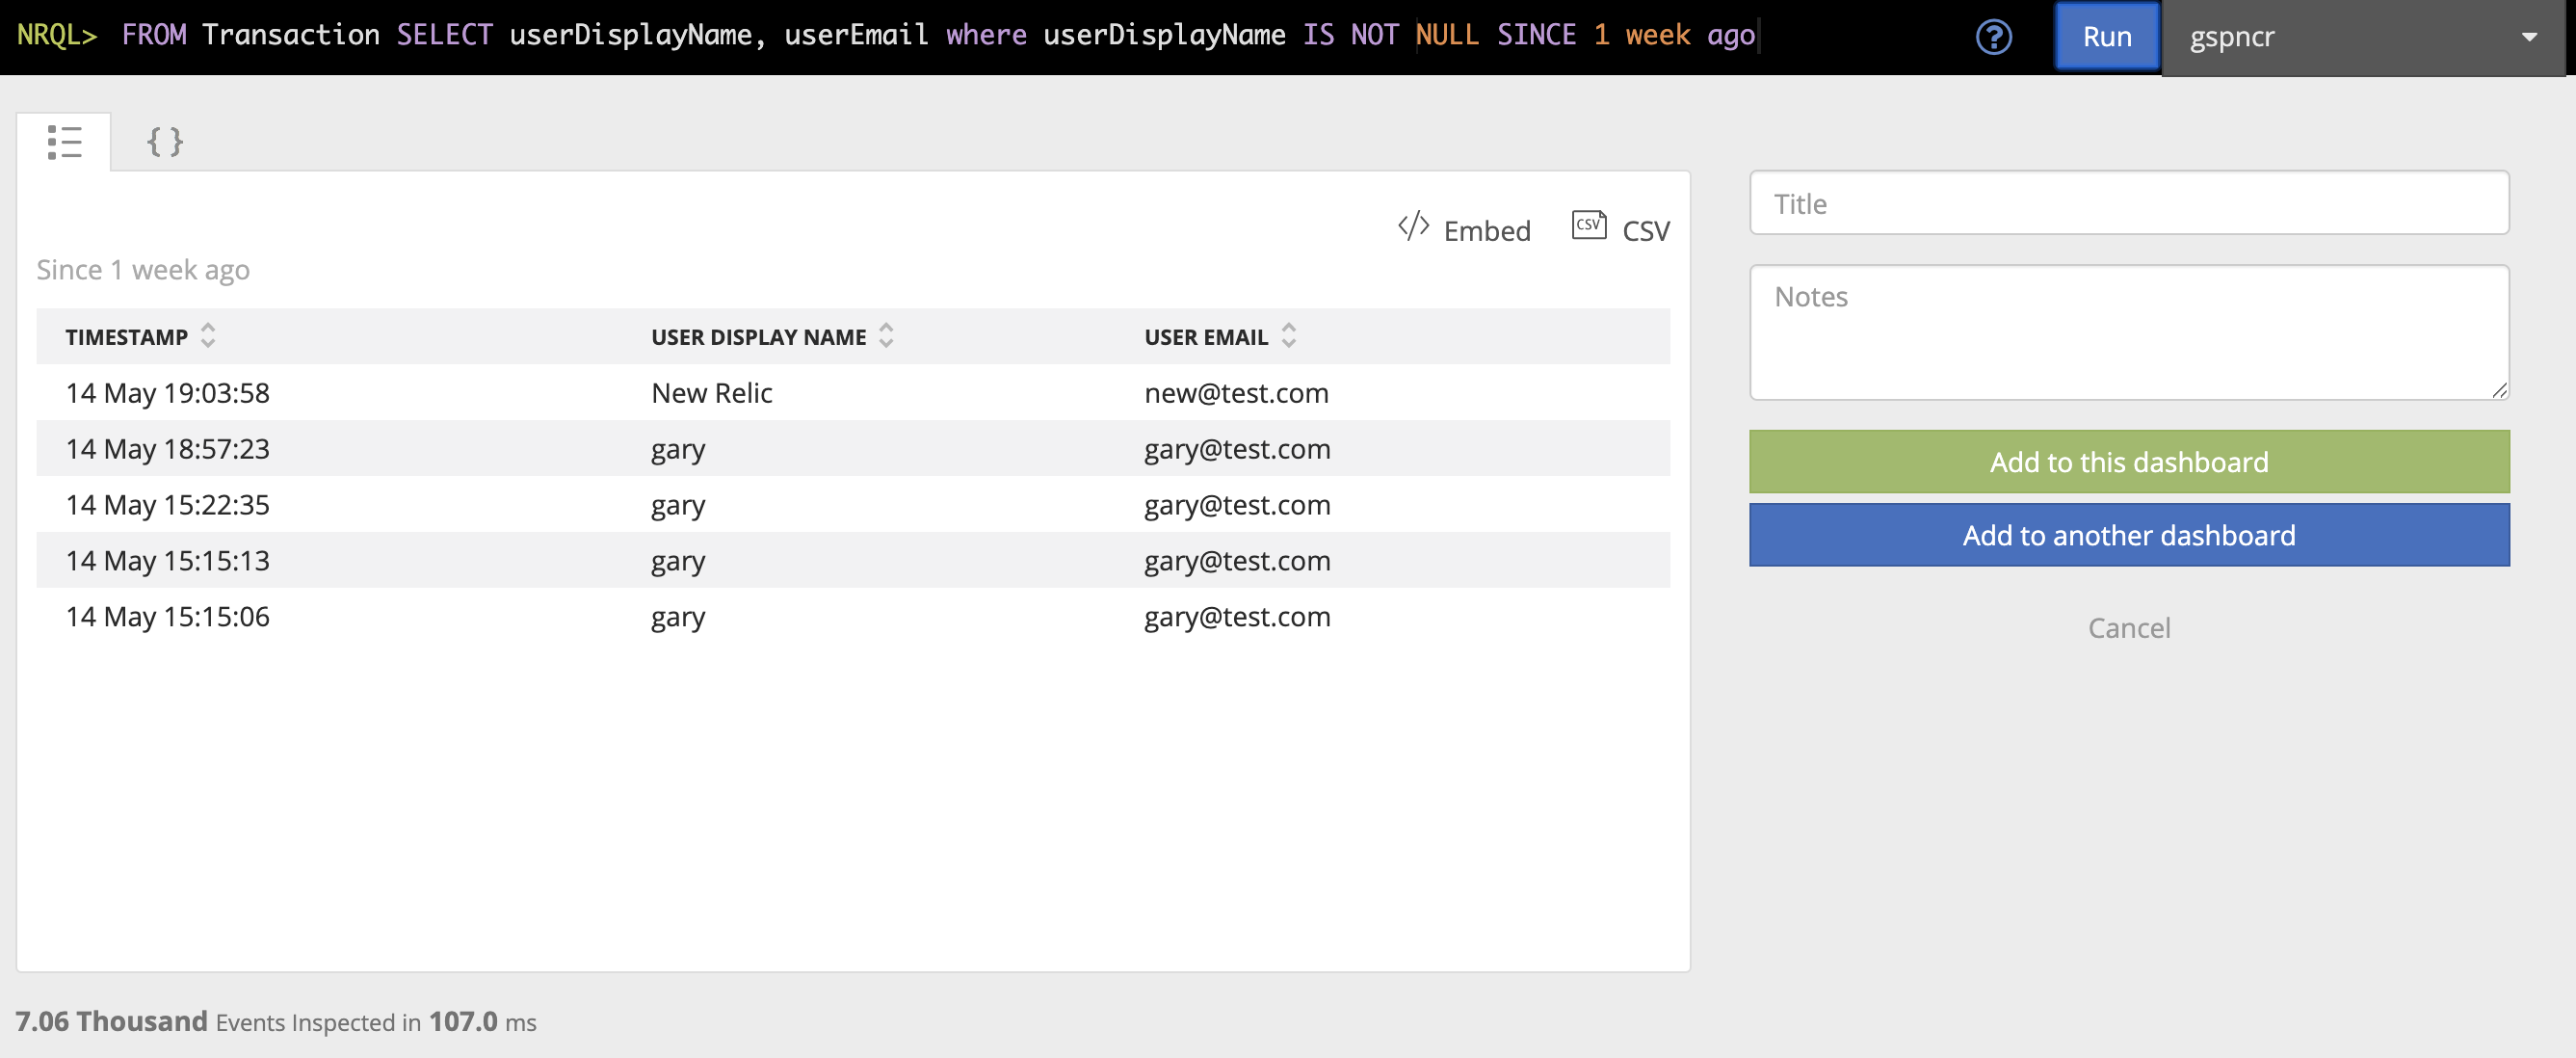 NRQL> FROM Transaction SELECT userDisplayName, userEmail where userDisplayName IS NOT NULL SINCE 1 week ago
?
Run
gspncr
{ }
</> Embed
CSV CSV
Since 1 week ago
TIMESTAMP USER DISPLAY NAME USER EMAIL
14 May 19:03:58 New Relic new@test.com
14 May 18:57:23 gary gary@test.com
14 May 15:22:35 gary gary@test.com
14 May 15:15:13 gary gary@test.com
14 May 15:15:06 gary gary@test.com
Title
Notes
Add to this dashboard
Add to another dashboard
Cancel
7.06 Thousand Events Inspected in 107.0 ms